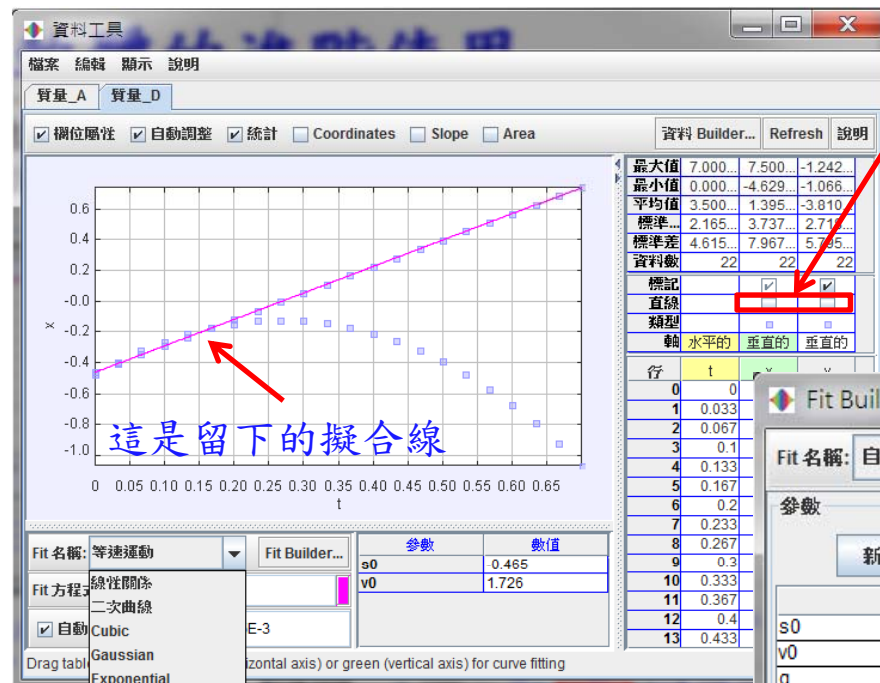 資料工具
檔案 編輯 顯示 說明
質量_A 質量_D
欄位屬性 自動調整 統計 Coordinates Slope Area 資料 Builder... Refresh 說明
最大值 7.000... 7.500... -1.242...
最小值 0.000... -4.629... -1.066...
平均值 3.500... 1.395... -3.810...
標準... 2.165... 3.737... 2.718...
標準差 4.615... 7.967... 5.795...
資料數 22 22 22
標記
直線
類型
軸 水平的 垂直的 垂直的
行 t
0 0
1 0.033
2 0.067
3 0.1
4 0.133
5 0.167
6 0.2
7 0.233
8 0.267
9 0.3
10 0.333
11 0.367
12 0.4
13 0.433
0.6
0.4
0.2
-0.0
-0.2
-0.4
-0.6
-0.8
-1.0
x
這是留下的擬合線
0 0.05 0.10 0.15 0.20 0.25 0.30 0.35 0.40 0.45 0.50 0.55 0.60 0.65
t
Fit 名稱: 等速運動 Fit Builder...
Fit 方程
自動 E-3
線性關係
二次曲線
Cubic
Gaussian
Exponential
參數 數值
s0 -0.465
v0 1.726
Drag tabl izontal axis) or green (vertical axis) for curve fitting
Fit Buil
Fit 名稱: 自
參數
新
s0
v0